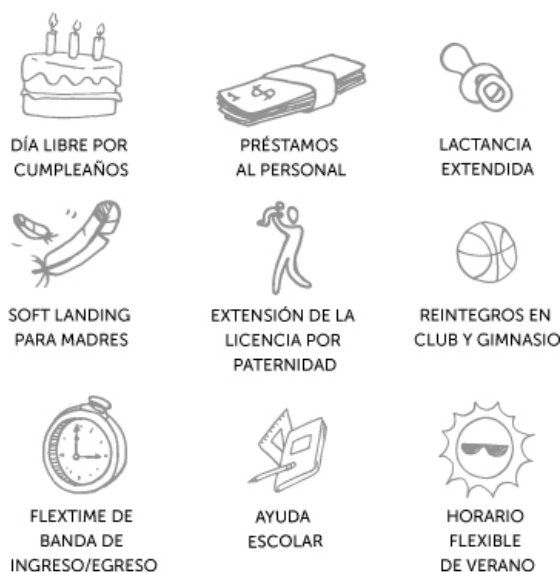 DÍA LIBRE POR
CUMPLEAÑOS
PRÉSTAMOS
AL PERSONAL
LACTANCIA
EXTENDIDA
SOFT LANDING
PARA MADRES
EXTENSIÓN DE LA
LICENCIA POR
PATERNIDAD
REINTEGROS EN
CLUB Y GIMNASIO
FLEXTIME DE
BANDA DE
INGRESO/EGRESO
AYUDA
ESCOLAR
HORARIO
FLEXIBLE
DE VERANO